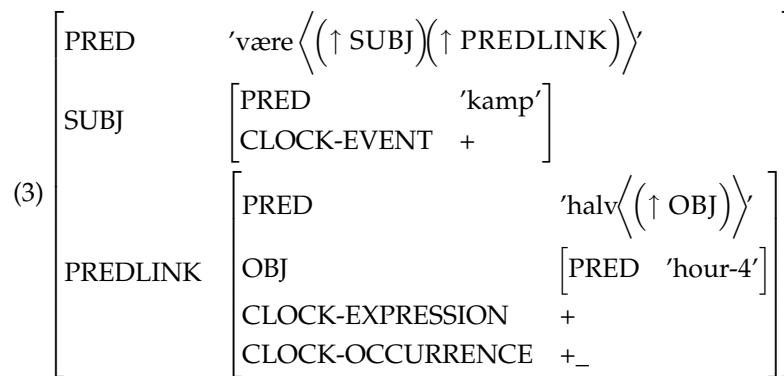 PRED ’være⟨(↑ SUBJ)(↑ PREDLINK)⟩’
SUBJ [PRED ’kamp’
CLOCK-EVENT +]
(3)
PREDLINK [PRED ’halv⟨(↑ OBJ)⟩’
OBJ [PRED ’hour-4’]
CLOCK-EXPRESSION +
CLOCK-OCCURRENCE +_]